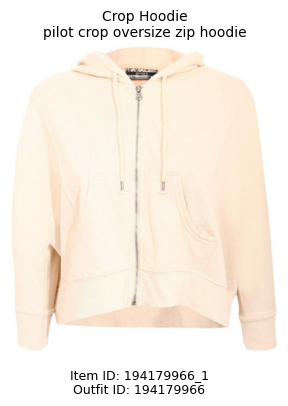 Crop Hoodie
pilot crop oversize zip hoodie
Item ID: 194179966_1
Outfit ID: 194179966